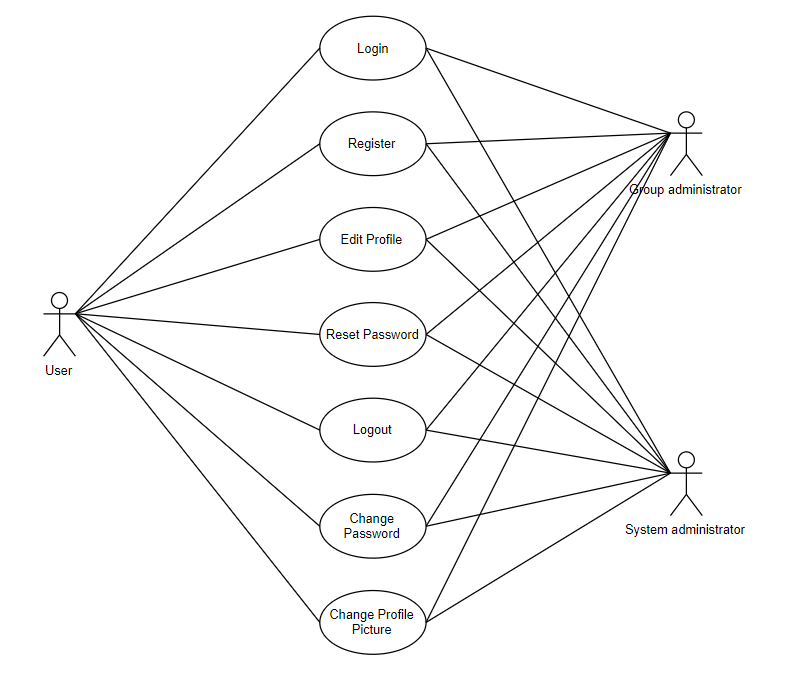 Login
Register
Group administrator
Edit Profile
Reset Password
User
Logout
Change
Password
System administrator
Change Profile
Picture